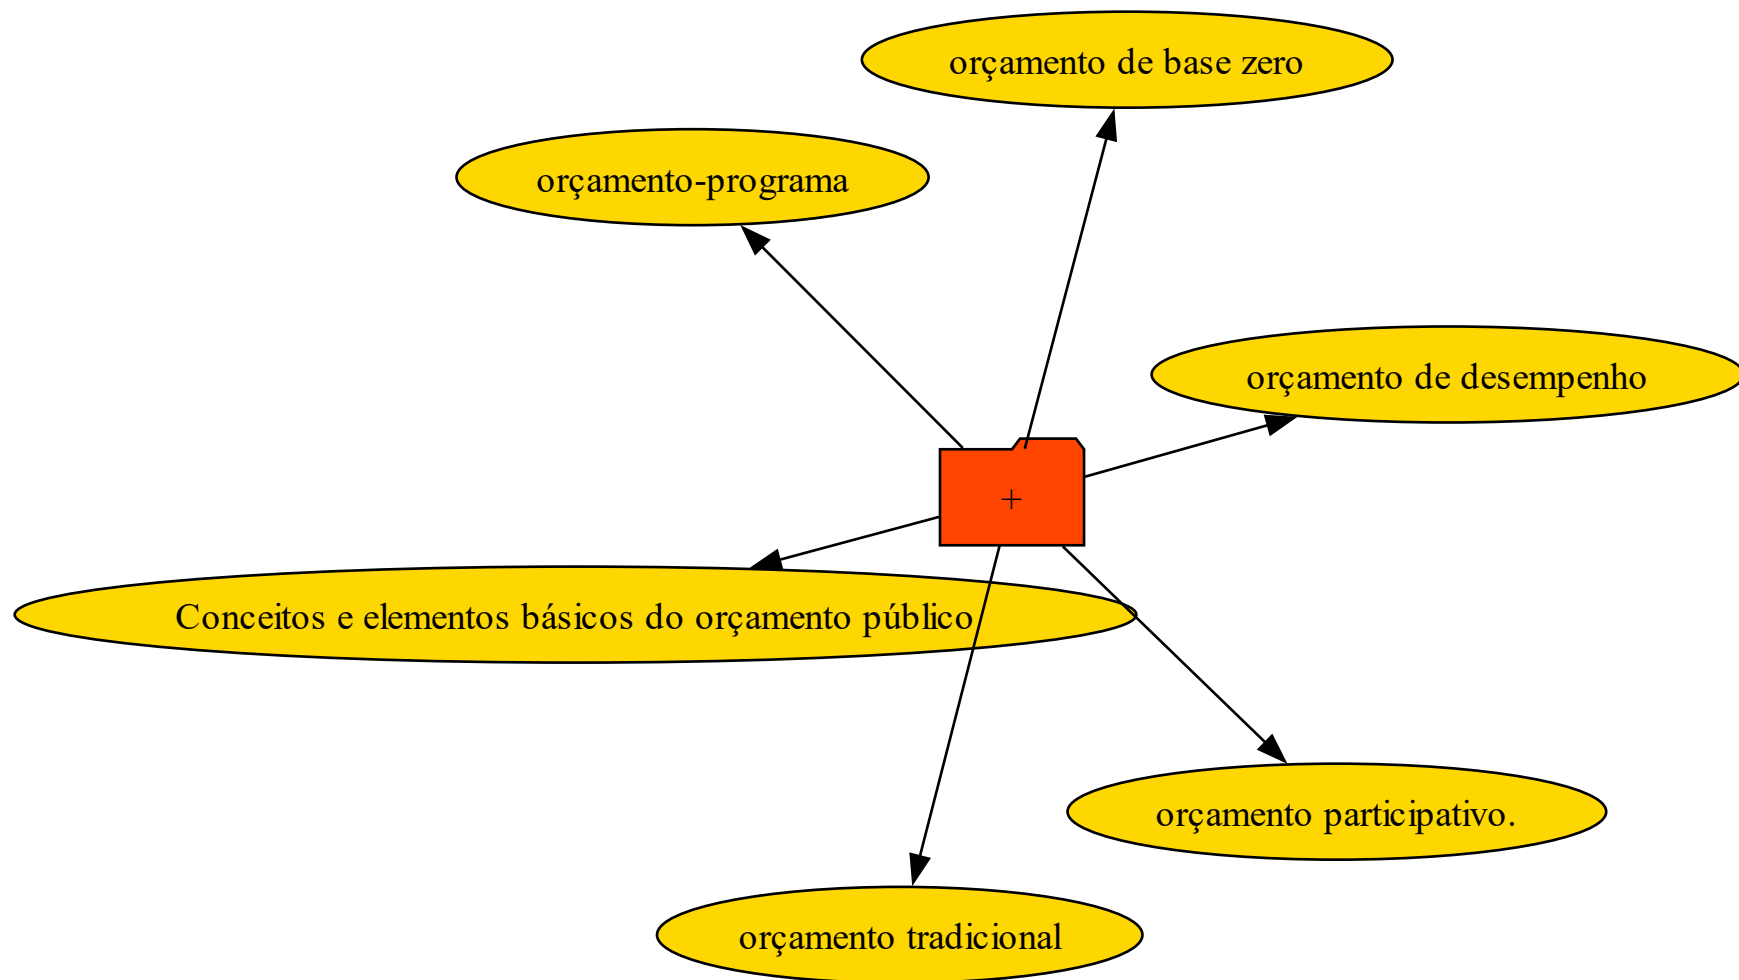 orçamento de base zero
orçamento-programa
orçamento de desempenho
+
Conceitos e elementos básicos do orçamento público
orçamento participativo.
orçamento tradicional